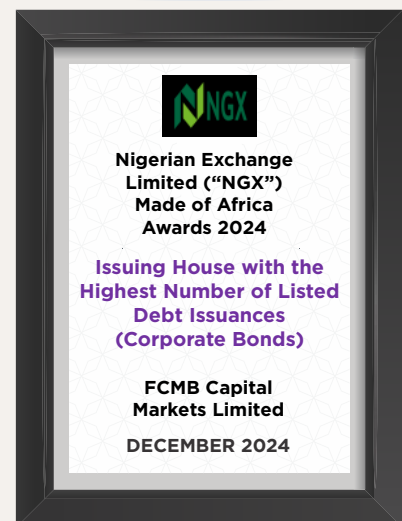 NGX
Nigerian Exchange
Limited (“NGX”)
Made of Africa
Awards 2024
Issuing House with the
Highest Number of Listed
Debt Issuances
(Corporate Bonds)
FCMB Capital
Markets Limited
DECEMBER 2024